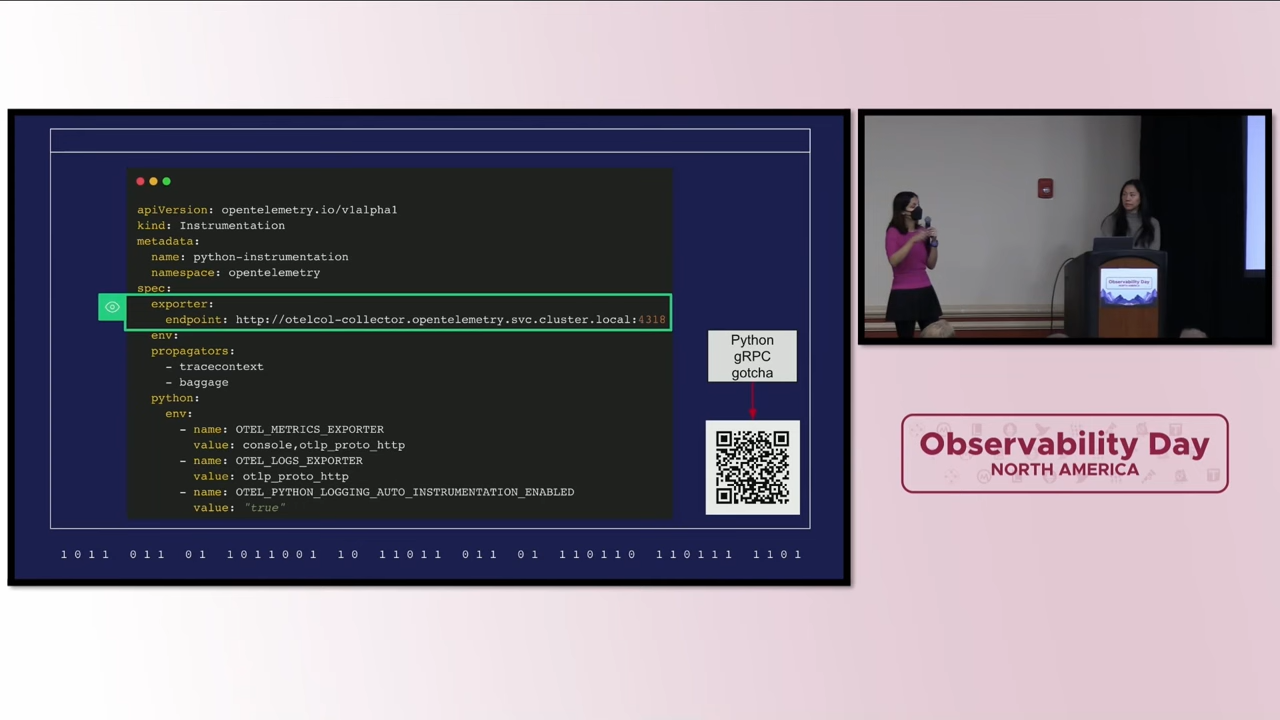 apiVersion: opentelemetry.io/v1alpha1
kind: Instrumentation
metadata:
  name: python-instrumentation
  namespace: opentelemetry
spec:
  exporter:
    endpoint: http://otelcol-collector.opentelemetry.svc.cluster.local:4318
  env:
  propagators:
    - tracecontext
    - baggage
  python:
    env:
      - name: OTEL_METRICS_EXPORTER
        value: console,otlp_proto_http
      - name: OTEL_LOGS_EXPORTER
        value: otlp_proto_http
      - name: OTEL_PYTHON_LOGGING_AUTO_INSTRUMENTATION_ENABLED
        value: "true"
Python
gRPC
gotcha
1011 011 01 1011001 10 11011 011 01 110110 110111 1101
Observability Day
NORTH AMERICA
Observability Day